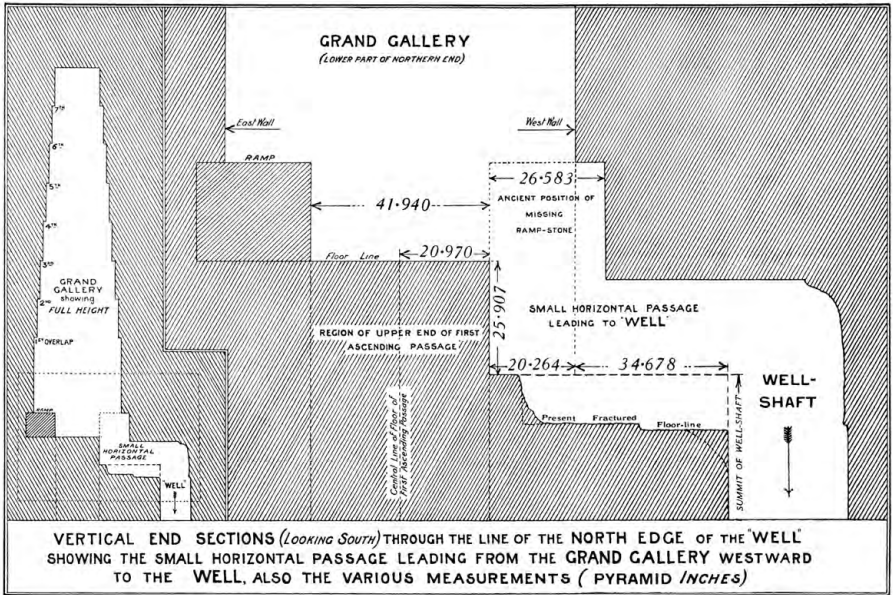 GRAND GALLERY
(LOWER PART OF NORTHERN END)
East Wall
West Wall
RAMP
26·583
41·940
ANCIENT POSITION OF
MISSING
RAMP-STONE
Floor Line
20·970
25·907
SMALL HORIZONTAL PASSAGE
LEADING TO "WELL"
REGION OF UPPER END OF FIRST
ASCENDING PASSAGE
20·264
34·678
WELL-
SHAFT
Present Fractured
Floor-line
SUMMIT OF WELL-SHAFT
Central Line of Floor of
First Ascending Passage
7TH
6TH
5TH
4TH
3RD
2ND
1ST OVERLAP
GRAND
GALLERY
showing
FULL HEIGHT
RAMP
SMALL
HORIZONTAL
PASSAGE
"WELL"
VERTICAL END SECTIONS (LOOKING SOUTH) THROUGH THE LINE OF THE NORTH EDGE OF THE "WELL"
SHOWING THE SMALL HORIZONTAL PASSAGE LEADING FROM THE GRAND GALLERY WESTWARD
TO THE WELL, ALSO THE VARIOUS MEASUREMENTS (PYRAMID INCHES)